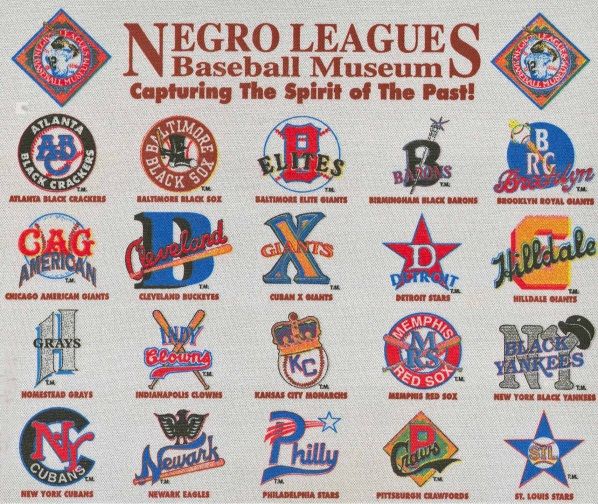 NEGRO LEAGUES
Baseball Museum
Capturing The Spirit of The Past!
ATLANTA
ABC
BLACK CRACKERS
T.M.
ATLANTA BLACK CRACKERS
BALTIMORE
BLACK SOX
T.M.
BALTIMORE BLACK SOX
B
ELITES
T.M.
BALTIMORE ELITE GIANTS
B
BARONS
T.M.
BIRMINGHAM BLACK BARONS
B
RG
Brooklyn
T.M.
BROOKLYN ROYAL GIANTS
CAG
AMERICAN
T.M.
CHICAGO AMERICAN GIANTS
B
Cleveland
T.M.
CLEVELAND BUCKEYES
X
GIANTS
T.M.
CUBAN X GIANTS
D
DETROIT
T.M.
DETROIT STARS
G
Hilldale
T.M.
HILLDALE GIANTS
H
GRAYS
T.M.
HOMESTEAD GRAYS
INDY
Clowns
T.M.
INDIANAPOLIS CLOWNS
KC
T.M.
KANSAS CITY MONARCHS
MEMPHIS
MRS
RED SOX
T.M.
MEMPHIS RED SOX
NY
BLACK
YANKEES
T.M.
NEW YORK BLACK YANKEES
C
NY
CUBANS
T.M.
NEW YORK CUBANS
Newark
T.M.
NEWARK EAGLES
Philly
T.M.
PHILADELPHIA STARS
P
Craws
T.M.
PITTSBURGH CRAWFORDS
STL
T.M.
ST. LOUIS STARS